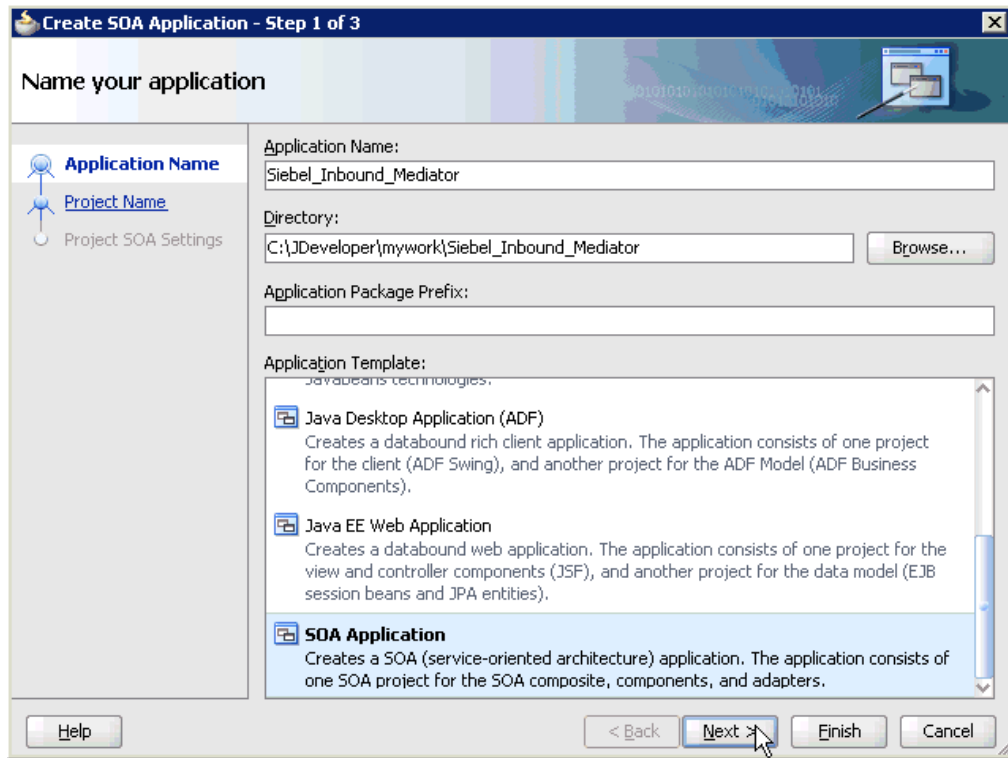 Create SOA Application - Step 1 of 3
Name your application
Application Name
Project Name
Project SOA Settings
Application Name:
Siebel_Inbound_Mediator
Directory:
C:\JDeveloper\mywork\Siebel_Inbound_Mediator
Browse...
Application Package Prefix:
Application Template:
Javabeans technologies.
Java Desktop Application (ADF)
Creates a databound rich client application. The application consists of one project
for the client (ADF Swing), and another project for the ADF Model (ADF Business
Components).
Java EE Web Application
Creates a databound web application. The application consists of one project for the
view and controller components (JSF), and another project for the data model (EJB
session beans and JPA entities).
SOA Application
Creates a SOA (service-oriented architecture) application. The application consists of
one SOA project for the SOA composite, components, and adapters.
Help
< Back
Next >
Finish
Cancel